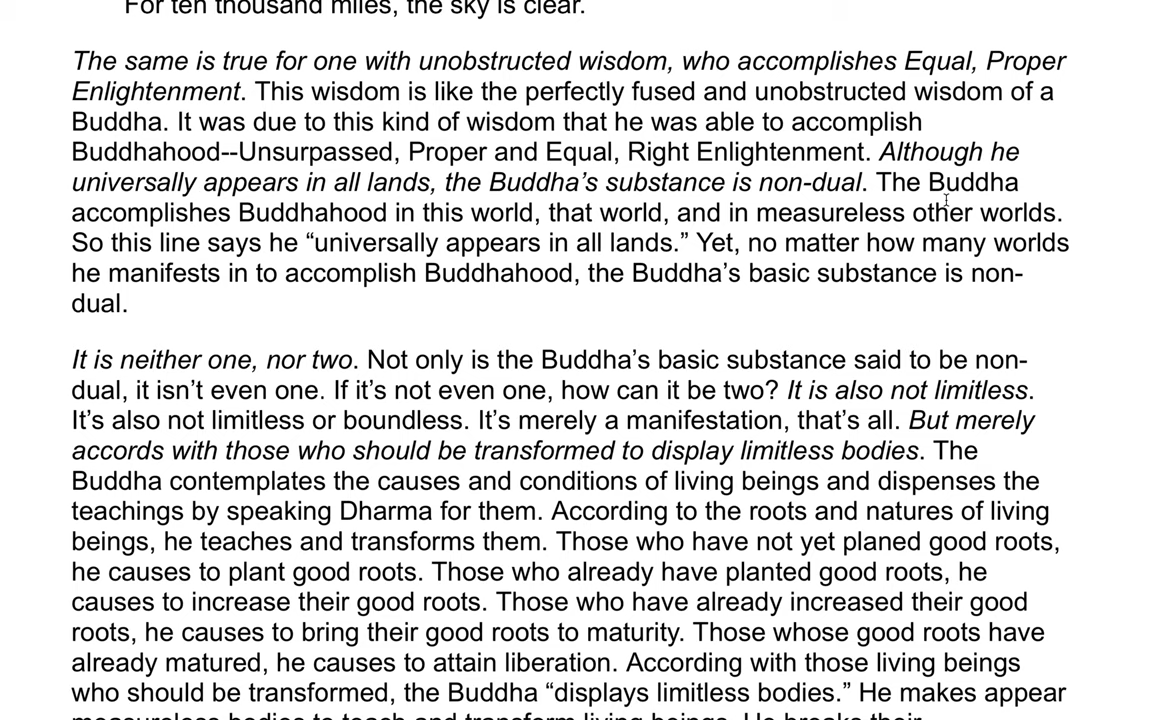 For ten thousand miles, the sky is clear.
The same is true for one with unobstructed wisdom, who accomplishes Equal, Proper
Enlightenment. This wisdom is like the perfectly fused and unobstructed wisdom of a
Buddha. It was due to this kind of wisdom that he was able to accomplish
Buddhahood--Unsurpassed, Proper and Equal, Right Enlightenment. Although he
universally appears in all lands, the Buddha’s substance is non-dual. The Buddha
accomplishes Buddhahood in this world, that world, and in measureless other worlds.
So this line says he “universally appears in all lands.” Yet, no matter how many worlds
he manifests in to accomplish Buddhahood, the Buddha’s basic substance is non-
dual.
It is neither one, nor two. Not only is the Buddha’s basic substance said to be non-
dual, it isn’t even one. If it’s not even one, how can it be two? It is also not limitless.
It’s also not limitless or boundless. It’s merely a manifestation, that’s all. But merely
accords with those who should be transformed to display limitless bodies. The
Buddha contemplates the causes and conditions of living beings and dispenses the
teachings by speaking Dharma for them. According to the roots and natures of living
beings, he teaches and transforms them. Those who have not yet planed good roots,
he causes to plant good roots. Those who already have planted good roots, he
causes to increase their good roots. Those who have already increased their good
roots, he causes to bring their good roots to maturity. Those whose good roots have
already matured, he causes to attain liberation. According with those living beings
who should be transformed, the Buddha “displays limitless bodies.” He makes appear
measureless bodies to teach and transform living beings. He breaks their